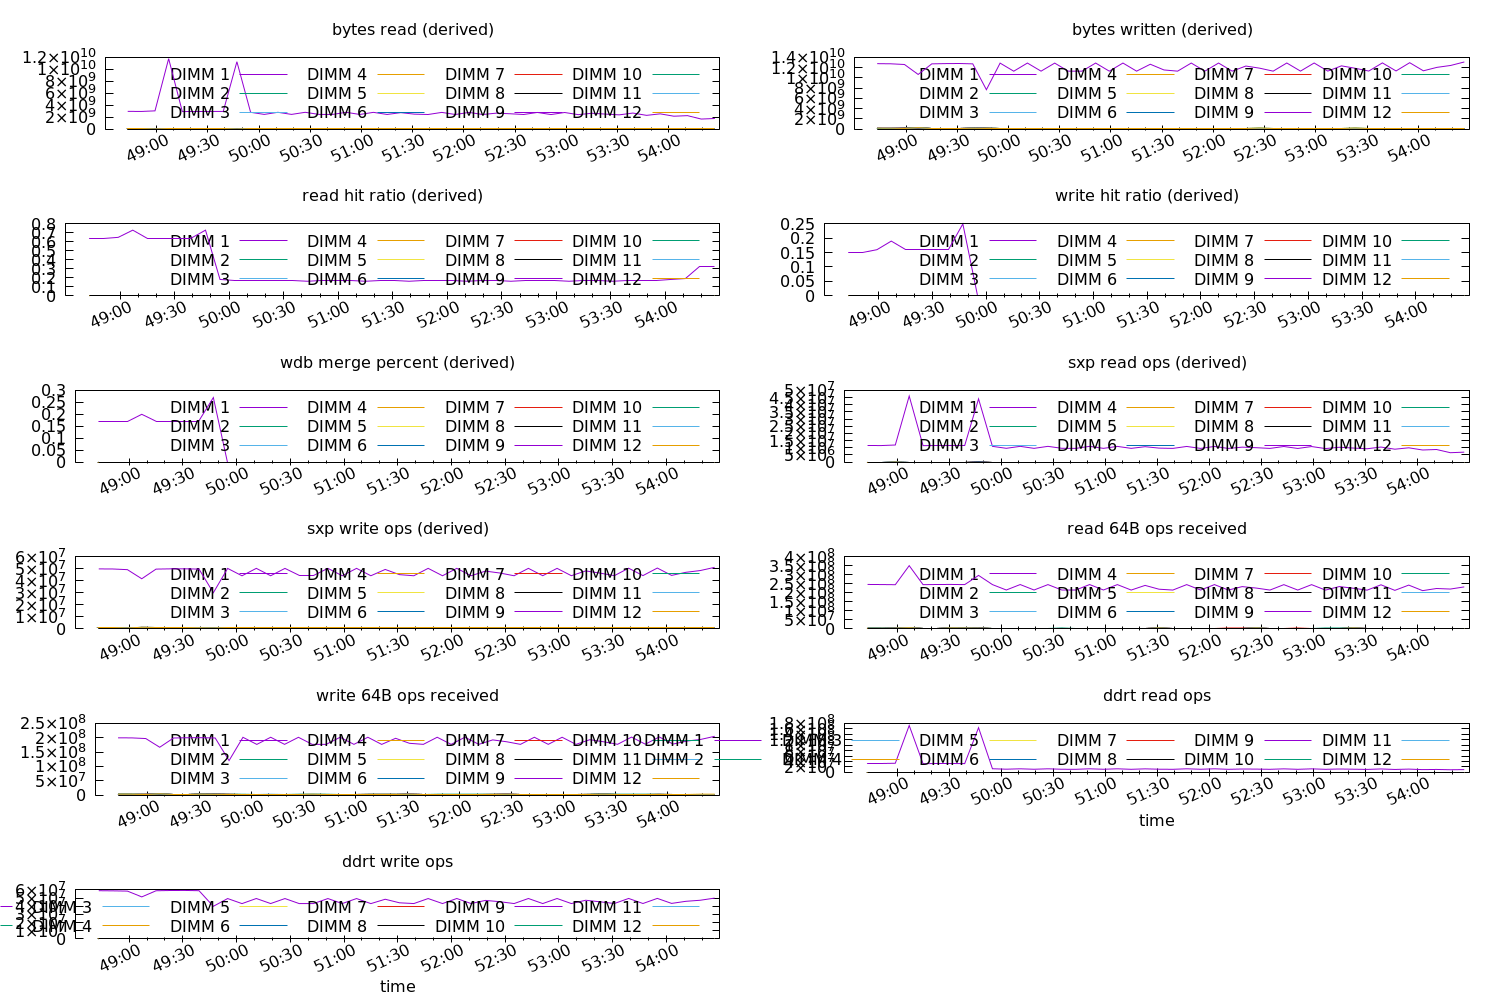 bytes read (derived)
1.2×10^10
1×10^10
8×10^9
6×10^9
4×10^9
2×10^9
0
DIMM 1 DIMM 4 DIMM 7 DIMM 10
DIMM 2 DIMM 5 DIMM 8 DIMM 11
DIMM 3 DIMM 6 DIMM 9 DIMM 12
49:00 49:30 50:00 50:30 51:00 51:30 52:00 52:30 53:00 53:30 54:00
bytes written (derived)
1.4×10^10
1.2×10^10
1×10^10
8×10^9
6×10^9
4×10^9
2×10^9
0
DIMM 1 DIMM 4 DIMM 7 DIMM 10
DIMM 2 DIMM 5 DIMM 8 DIMM 11
DIMM 3 DIMM 6 DIMM 9 DIMM 12
49:00 49:30 50:00 50:30 51:00 51:30 52:00 52:30 53:00 53:30 54:00
read hit ratio (derived)
0.8
0.7
0.6
0.5
0.4
0.3
0.2
0.1
0
DIMM 1 DIMM 4 DIMM 7 DIMM 10
DIMM 2 DIMM 5 DIMM 8 DIMM 11
DIMM 3 DIMM 6 DIMM 9 DIMM 12
49:00 49:30 50:00 50:30 51:00 51:30 52:00 52:30 53:00 53:30 54:00
write hit ratio (derived)
0.25
0.2
0.15
0.1
0.05
0
DIMM 1 DIMM 4 DIMM 7 DIMM 10
DIMM 2 DIMM 5 DIMM 8 DIMM 11
DIMM 3 DIMM 6 DIMM 9 DIMM 12
49:00 49:30 50:00 50:30 51:00 51:30 52:00 52:30 53:00 53:30 54:00
wdb merge percent (derived)
0.3
0.25
0.2
0.15
0.1
0.05
0
DIMM 1 DIMM 4 DIMM 7 DIMM 10
DIMM 2 DIMM 5 DIMM 8 DIMM 11
DIMM 3 DIMM 6 DIMM 9 DIMM 12
49:00 49:30 50:00 50:30 51:00 51:30 52:00 52:30 53:00 53:30 54:00
sxp read ops (derived)
5×10^7
4.5×10^7
4×10^7
3.5×10^7
3×10^7
2.5×10^7
2×10^7
1.5×10^7
1×10^7
5×10^6
0
DIMM 1 DIMM 4 DIMM 7 DIMM 10
DIMM 2 DIMM 5 DIMM 8 DIMM 11
DIMM 3 DIMM 6 DIMM 9 DIMM 12
49:00 49:30 50:00 50:30 51:00 51:30 52:00 52:30 53:00 53:30 54:00
sxp write ops (derived)
6×10^7
5×10^7
4×10^7
3×10^7
2×10^7
1×10^7
0
DIMM 1 DIMM 4 DIMM 7 DIMM 10
DIMM 2 DIMM 5 DIMM 8 DIMM 11
DIMM 3 DIMM 6 DIMM 9 DIMM 12
49:00 49:30 50:00 50:30 51:00 51:30 52:00 52:30 53:00 53:30 54:00
read 64B ops received
4×10^8
3.5×10^8
3×10^8
2.5×10^8
2×10^8
1.5×10^8
1×10^8
5×10^7
0
DIMM 1 DIMM 4 DIMM 7 DIMM 10
DIMM 2 DIMM 5 DIMM 8 DIMM 11
DIMM 3 DIMM 6 DIMM 9 DIMM 12
49:00 49:30 50:00 50:30 51:00 51:30 52:00 52:30 53:00 53:30 54:00
write 64B ops received
2.5×10^8
2×10^8
1.5×10^8
1×10^8
5×10^7
0
DIMM 1 DIMM 4 DIMM 7 DIMM 10
DIMM 2 DIMM 5 DIMM 8 DIMM 11
DIMM 3 DIMM 6 DIMM 9 DIMM 12
49:00 49:30 50:00 50:30 51:00 51:30 52:00 52:30 53:00 53:30 54:00
ddrt read ops
1.8×10^8
2×10^7
0
DIMM 1 DIMM 3 DIMM 5 DIMM 7 DIMM 9 DIMM 11
DIMM 2 DIMM 4 DIMM 6 DIMM 8 DIMM 10 DIMM 12
49:00 49:30 50:00 50:30 51:00 51:30 52:00 52:30 53:00 53:30 54:00
time
ddrt write ops
6×10^7
5×10^7
4×10^7
3×10^7
2×10^7
1×10^7
0
DIMM 3 DIMM 5 DIMM 7 DIMM 9 DIMM 11
DIMM 4 DIMM 6 DIMM 8 DIMM 10 DIMM 12
49:00 49:30 50:00 50:30 51:00 51:30 52:00 52:30 53:00 53:30 54:00
time